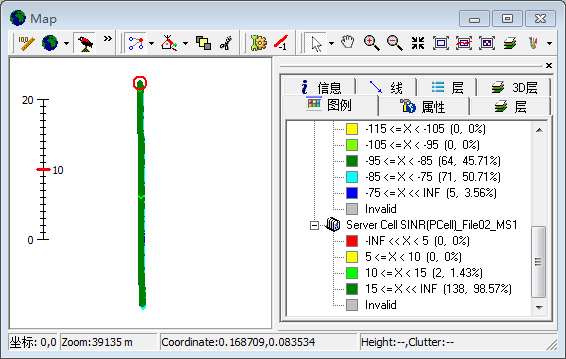 Map
10.0
-1
20
10
0
信息
线
层
3D层
图例
属性
层
-115 <= X < -105 (0, 0%)
-105 <= X < -95 (0, 0%)
-95 <= X < -85 (64, 45.71%)
-85 <= X < -75 (71, 50.71%)
-75 <= X << INF (5, 3.56%)
Invalid
Server Cell SINR(PCell)_File02_MS1
-INF << X < 5 (0, 0%)
5 <= X < 10 (0, 0%)
10 <= X < 15 (2, 1.43%)
15 <= X << INF (138, 98.57%)
Invalid
坐标: 0,0 Zoom:39135 m Coordinate:0.168709,0.083534 Height:--,Clutter:--